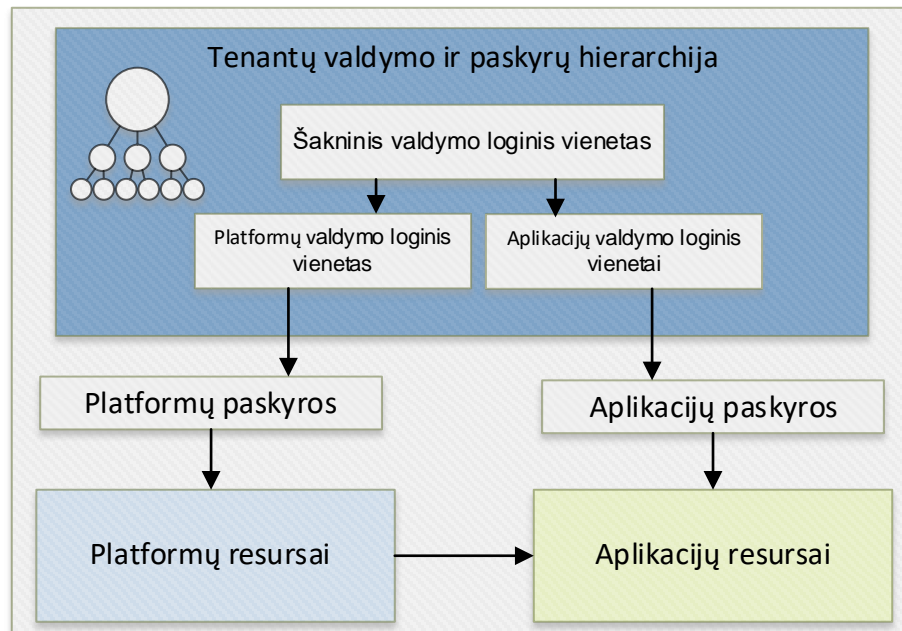 Tenantų valdymo ir paskyrų hierarchija
Šakninis valdymo loginis vienetas
Platformų valdymo loginis
vienetas
Aplikacijų valdymo loginis
vienetai
Platformų paskyros
Aplikacijų paskyros
Platformų resursai
Aplikacijų resursai